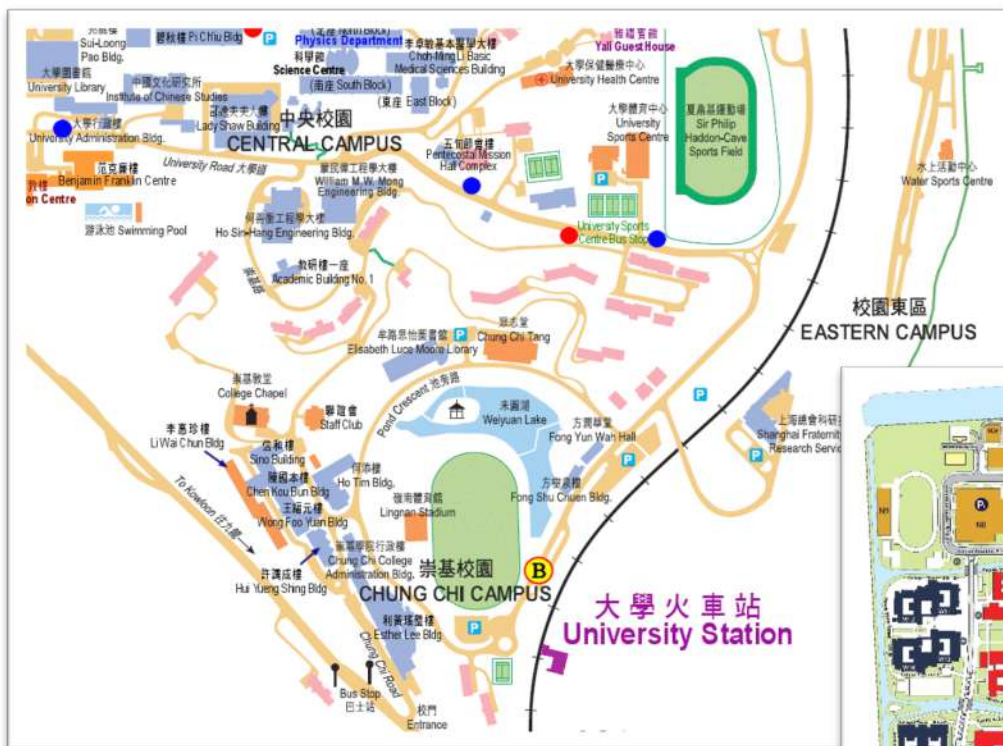 碧秋樓 Pi Ch'iu Bldg
Sui-Loong
Pao Bldg.
大學圖書館
University Library
中國文化研究所
Institute of Chinese Studies
Physics Department
科學館
Science Centre
(南座 South Block)
李卓敏基本醫學大樓
Choh-Ming Li Basic
Medical Sciences Building
(東座 East Block)
雅禮賓館
Yali Guest House
大學保健醫療中心
University Health Centre
大學體育中心
University
Sports Centre
夏鼎基運動場
Sir Philip
Haddon-Cave
Sports Field
水上活動中心
Water Sports Centre
大學行政樓
University Administration Bldg.
Lady Shaw Building
中央校園
CENTRAL CAMPUS
范克廉樓
Benjamin Franklin Centre
on Centre
游泳池 Swimming Pool
University Road 大學道
五旬節會樓
Pentecostal Mission
Hall Complex
蒙民偉工程學大樓
William M.W. Mong
Engineering Bldg.
何善衡工程學大樓
Ho Sin-Hang Engineering Bldg.
University Sports
Centre Bus Stop
教研樓一座
Academic Building No. 1
崇基路
校園東區
EASTERN CAMPUS
牟路思怡圖書館
Elisabeth Luce Moore Library
眾志堂
Chung Chi Tang
崇基教堂
College Chapel
聯誼會
Staff Club
Pond Crescent 池旁路
未圓湖
Weiyuan Lake
方潤華堂
Fong Yun Wah Hall
上海總會科研
Shanghai Fraternity
Research Servic
李惠珍樓
Li Wai Chun Bldg
信和樓
Sino Building
陳國本樓
Chen Kou Bun Bldg
何添樓
Ho Tim Bldg.
王福元樓
Wong Foo Yuan Bldg
嶺南體育館
Lingnan Stadium
方樹泉樓
Fong Shu Chuen Bldg.
To Kowloon 往九龍
崇基學院行政樓
Chung Chi College
Administration Bldg.
許讓成樓
Hui Yueng Shing Bldg
崇基校園
CHUNG CHI CAMPUS
B
大學火車站
University Station
利黃瑤璧樓
Esther Lee Bldg.
Chung Chi Road
Bus Stop
巴士站
校門
Entrance